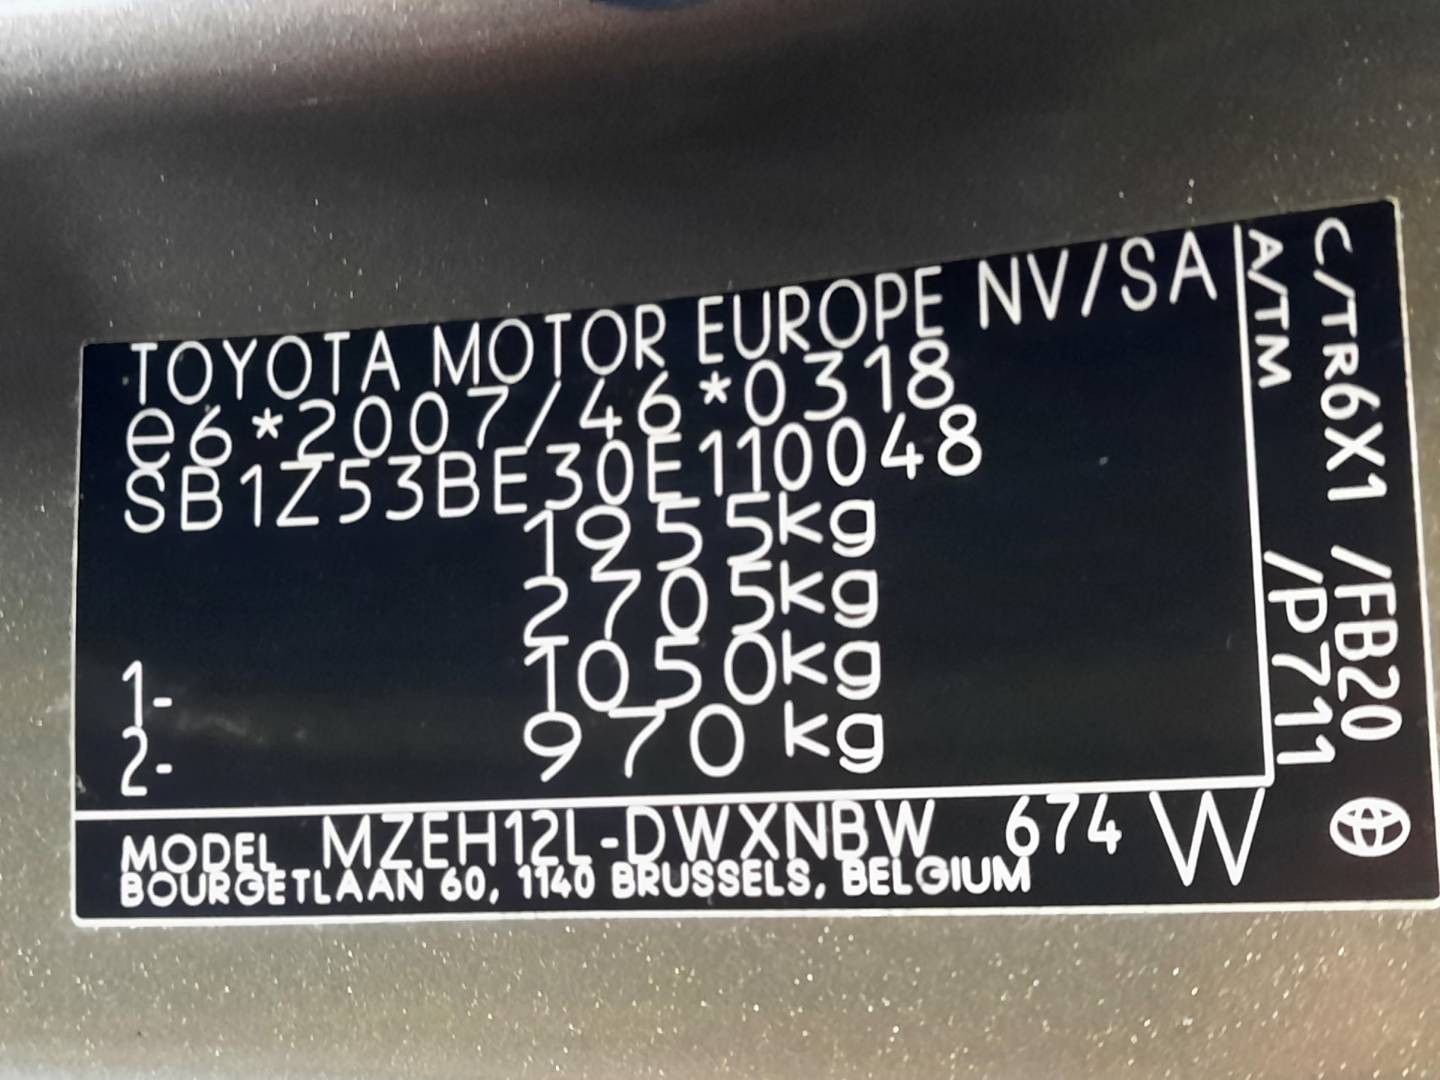 TOYOTA MOTOR EUROPE NV/SA
e6*2007/46*0318
SB1Z53BE30E110048
1955kg
2705kg
1- 1050kg
2- 970 kg
MODEL MZEH12L-DWXNBW 674 W
BOURGETLAAN 60, 1140 BRUSSELS, BELGIUM
C/TR6X1 /FB20
A/TM /P711